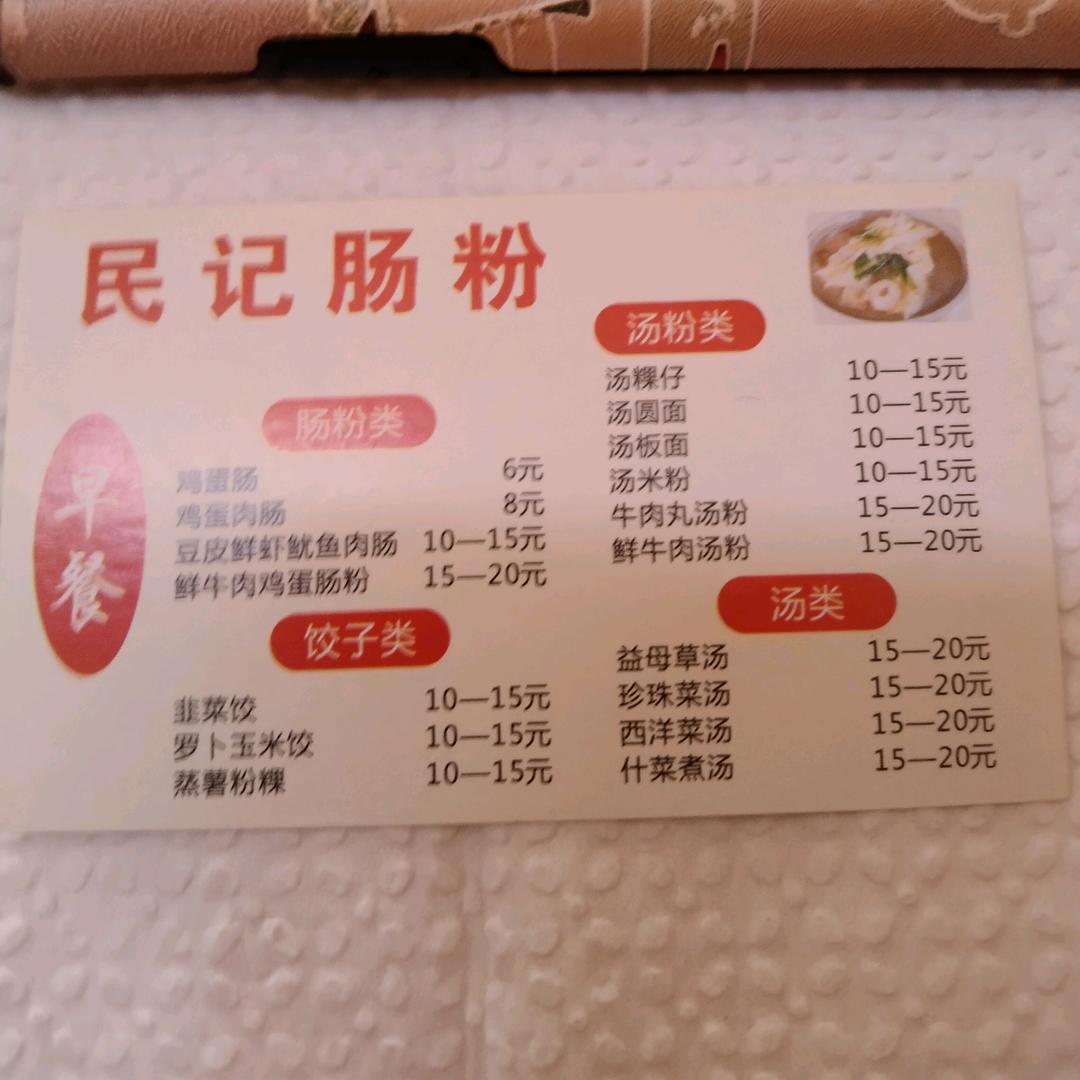 民记肠粉
早餐
肠粉类
鸡蛋肠 6元
鸡蛋肉肠 8元
豆皮鲜虾鱿鱼肉肠 10—15元
鲜牛肉鸡蛋肠粉 15—20元
饺子类
韭菜饺 10—15元
罗卜玉米饺 10—15元
蒸薯粉粿 10—15元
汤粉类
汤粿仔 10—15元
汤圆面 10—15元
汤板面 10—15元
汤米粉 10—15元
牛肉丸汤粉 15—20元
鲜牛肉汤粉 15—20元
汤类
益母草汤 15—20元
珍珠菜汤 15—20元
西洋菜汤 15—20元
什菜煮汤 15—20元